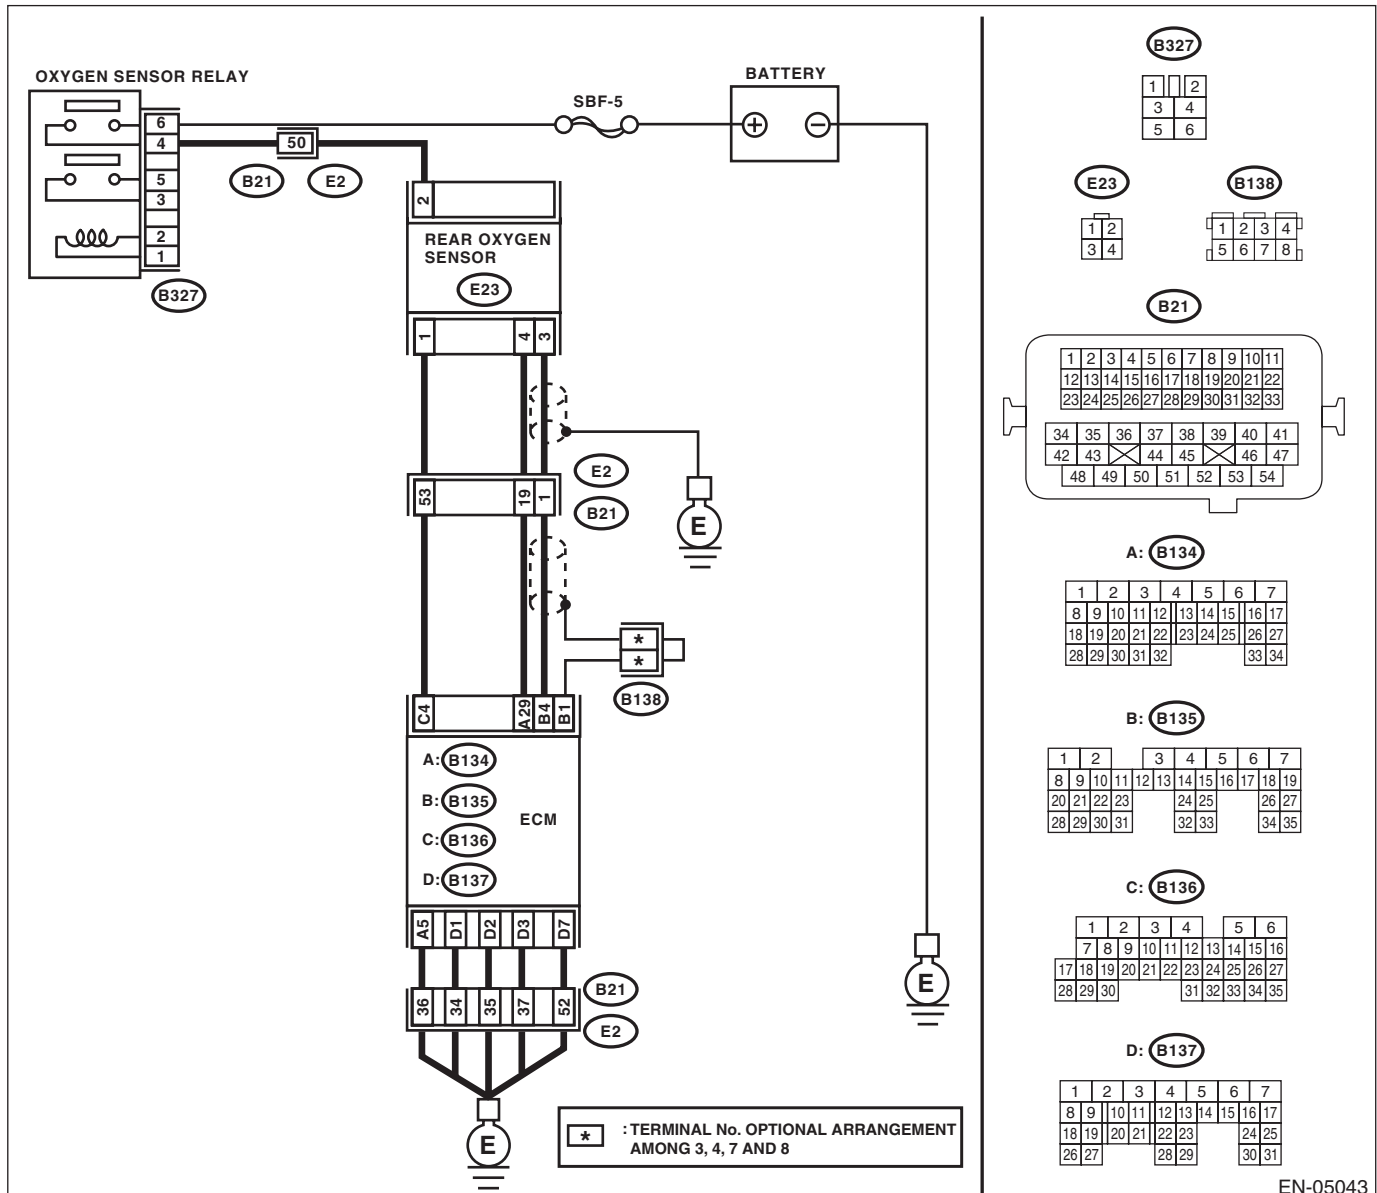 OXYGEN SENSOR RELAY
6
4
5
3
2
1
B327
50
B21
E2
SBF-5
BATTERY
+
−
2
REAR OXYGEN
SENSOR
E23
1
4
3
E2
B21
53
19
1
E
*
*
B138
C4
A29
B4
B1
A: B134
B: B135
C: B136
D: B137
ECM
A5
D1
D2
D3
D7
36
34
35
37
52
B21
E2
E
E
* : TERMINAL No. OPTIONAL ARRANGEMENT
AMONG 3, 4, 7 AND 8
B327
1 2
3 4
5 6
E23
1 2
3 4
B138
1 2 3 4
5 6 7 8
B21
1 2 3 4 5 6 7 8 9 10 11
12 13 14 15 16 17 18 19 20 21 22
23 24 25 26 27 28 29 30 31 32 33
34 35 36 37 38 39 40 41
42 43 44 45 46 47
48 49 50 51 52 53 54
A: B134
1 2 3 4 5 6 7
8 9 10 11 12 13 14 15 16 17
18 19 20 21 22 23 24 25 26 27
28 29 30 31 32 33 34
B: B135
1 2 3 4 5 6 7
8 9 10 11 12 13 14 15 16 17 18 19
20 21 22 23 24 25 26 27
28 29 30 31 32 33 34 35
C: B136
1 2 3 4 5 6
7 8 9 10 11 12 13 14 15 16
17 18 19 20 21 22 23 24 25 26 27
28 29 30 31 32 33 34 35
D: B137
1 2 3 4 5 6 7
8 9 10 11 12 13 14 15 16 17
18 19 20 21 22 23 24 25
26 27 28 29 30 31
EN-05043